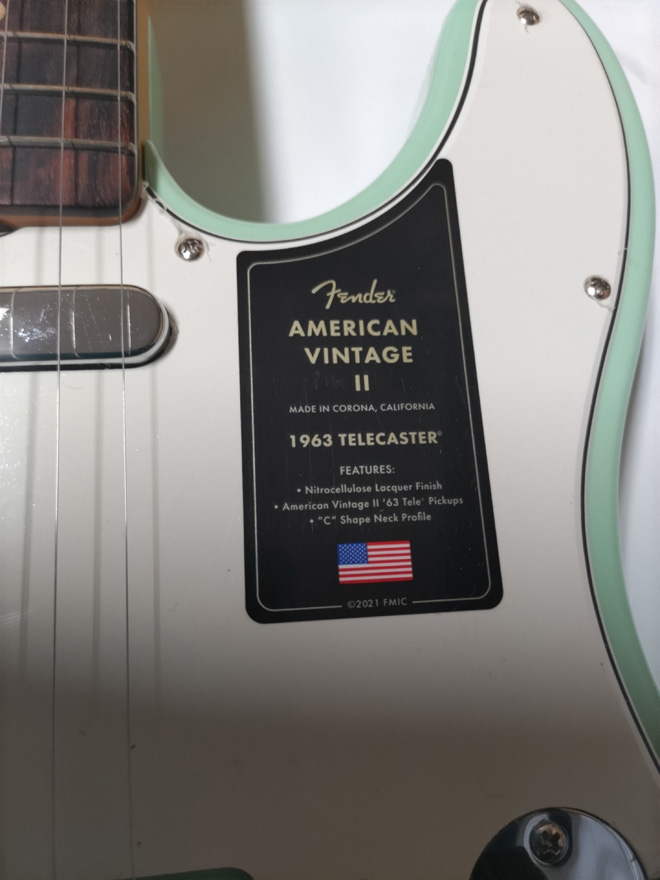 Fender®
AMERICAN
VINTAGE
II
MADE IN CORONA, CALIFORNIA
1963 TELECASTER®
FEATURES:
• Nitrocellulose Lacquer Finish
• American Vintage II '63 Tele® Pickups
• "C" Shape Neck Profile
©2021 FMIC